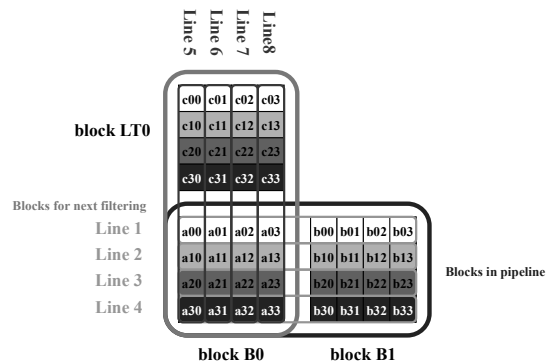 Line 5 Line 6 Line 7 Line8
c00 c01 c02 c03
block LT0
c10 c11 c12 c13
c20 c21 c22 c23
c30 c31 c32 c33
Blocks for next filtering
Line 1 a00 a01 a02 a03 b00 b01 b02 b03
Line 2 a10 a11 a12 a13 b10 b11 b12 b13
Blocks in pipeline
Line 3 a20 a21 a22 a23 b20 b21 b22 b23
Line 4 a30 a31 a32 a33 b30 b31 b32 b33
block B0 block B1